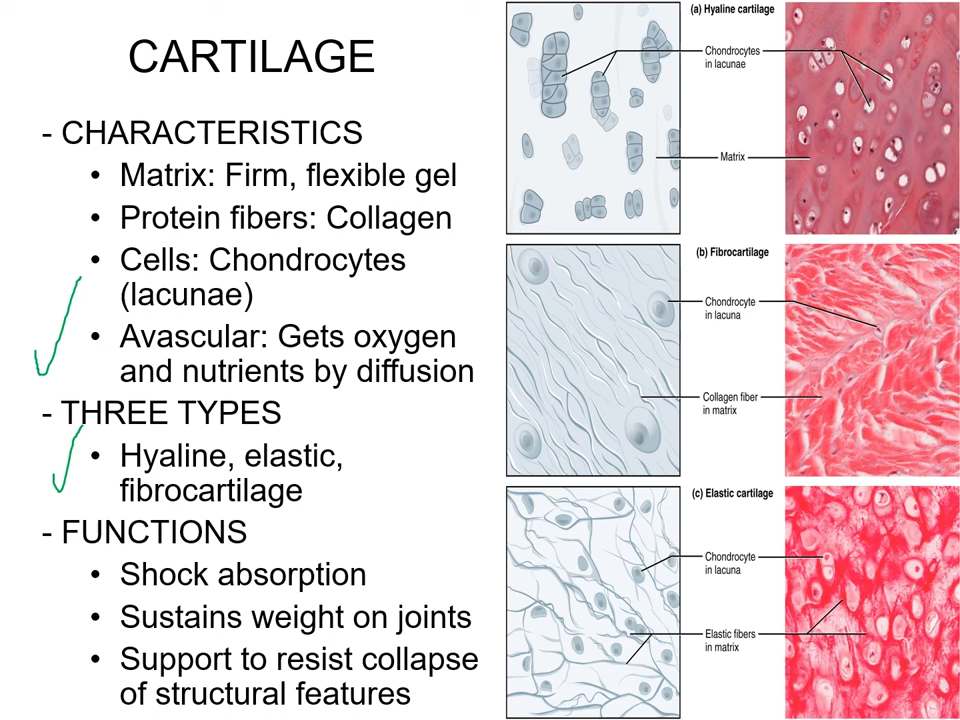 CARTILAGE
- CHARACTERISTICS
• Matrix: Firm, flexible gel
• Protein fibers: Collagen
• Cells: Chondrocytes
(lacunae)
• Avascular: Gets oxygen
and nutrients by diffusion
- THREE TYPES
• Hyaline, elastic,
fibrocartilage
- FUNCTIONS
• Shock absorption
• Sustains weight on joints
• Support to resist collapse
of structural features
(a) Hyaline cartilage
Chondrocytes
in lacunae
Matrix
(b) Fibrocartilage
Chondrocyte
in lacuna
Collagen fiber
in matrix
(c) Elastic cartilage
Chondrocyte
in lacuna
Elastic fibers
in matrix